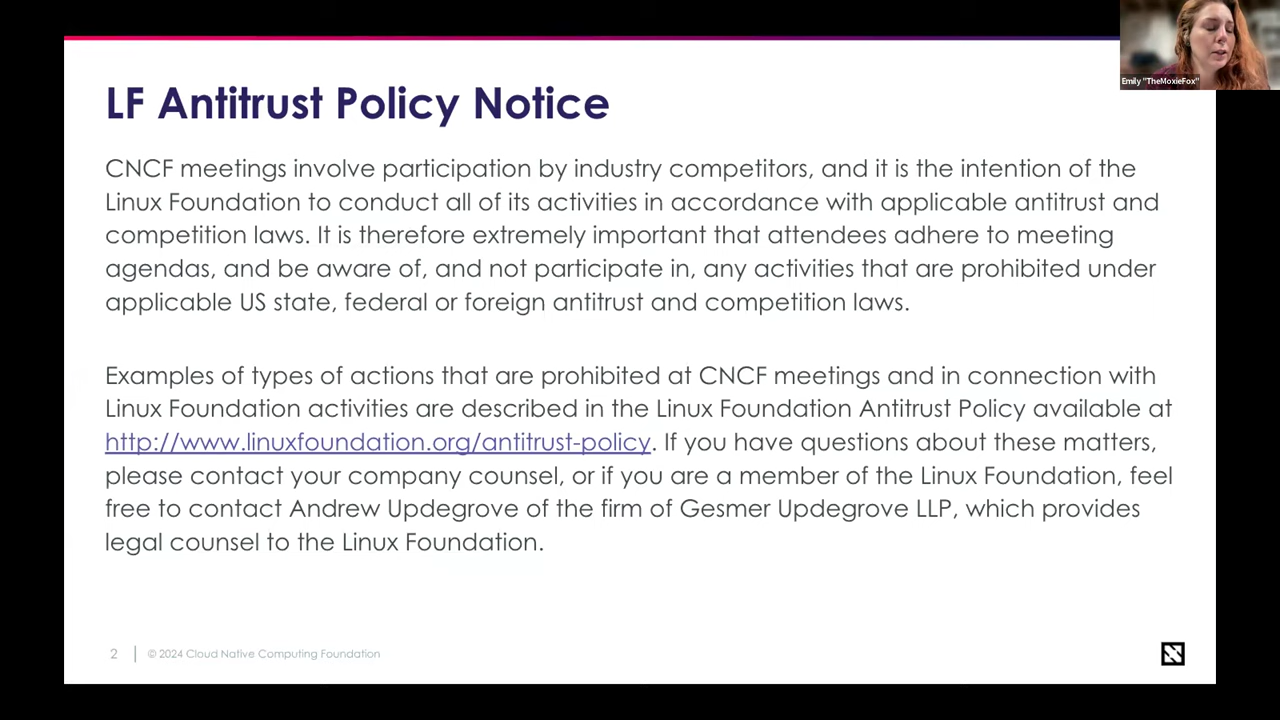 Emily "TheMoxieFox"
LF Antitrust Policy Notice
CNCF meetings involve participation by industry competitors, and it is the intention of the
Linux Foundation to conduct all of its activities in accordance with applicable antitrust and
competition laws. It is therefore extremely important that attendees adhere to meeting
agendas, and be aware of, and not participate in, any activities that are prohibited under
applicable US state, federal or foreign antitrust and competition laws.
Examples of types of actions that are prohibited at CNCF meetings and in connection with
Linux Foundation activities are described in the Linux Foundation Antitrust Policy available at
http://www.linuxfoundation.org/antitrust-policy. If you have questions about these matters,
please contact your company counsel, or if you are a member of the Linux Foundation, feel
free to contact Andrew Updegrove of the firm of Gesmer Updegrove LLP, which provides
legal counsel to the Linux Foundation.
2 © 2024 Cloud Native Computing Foundation